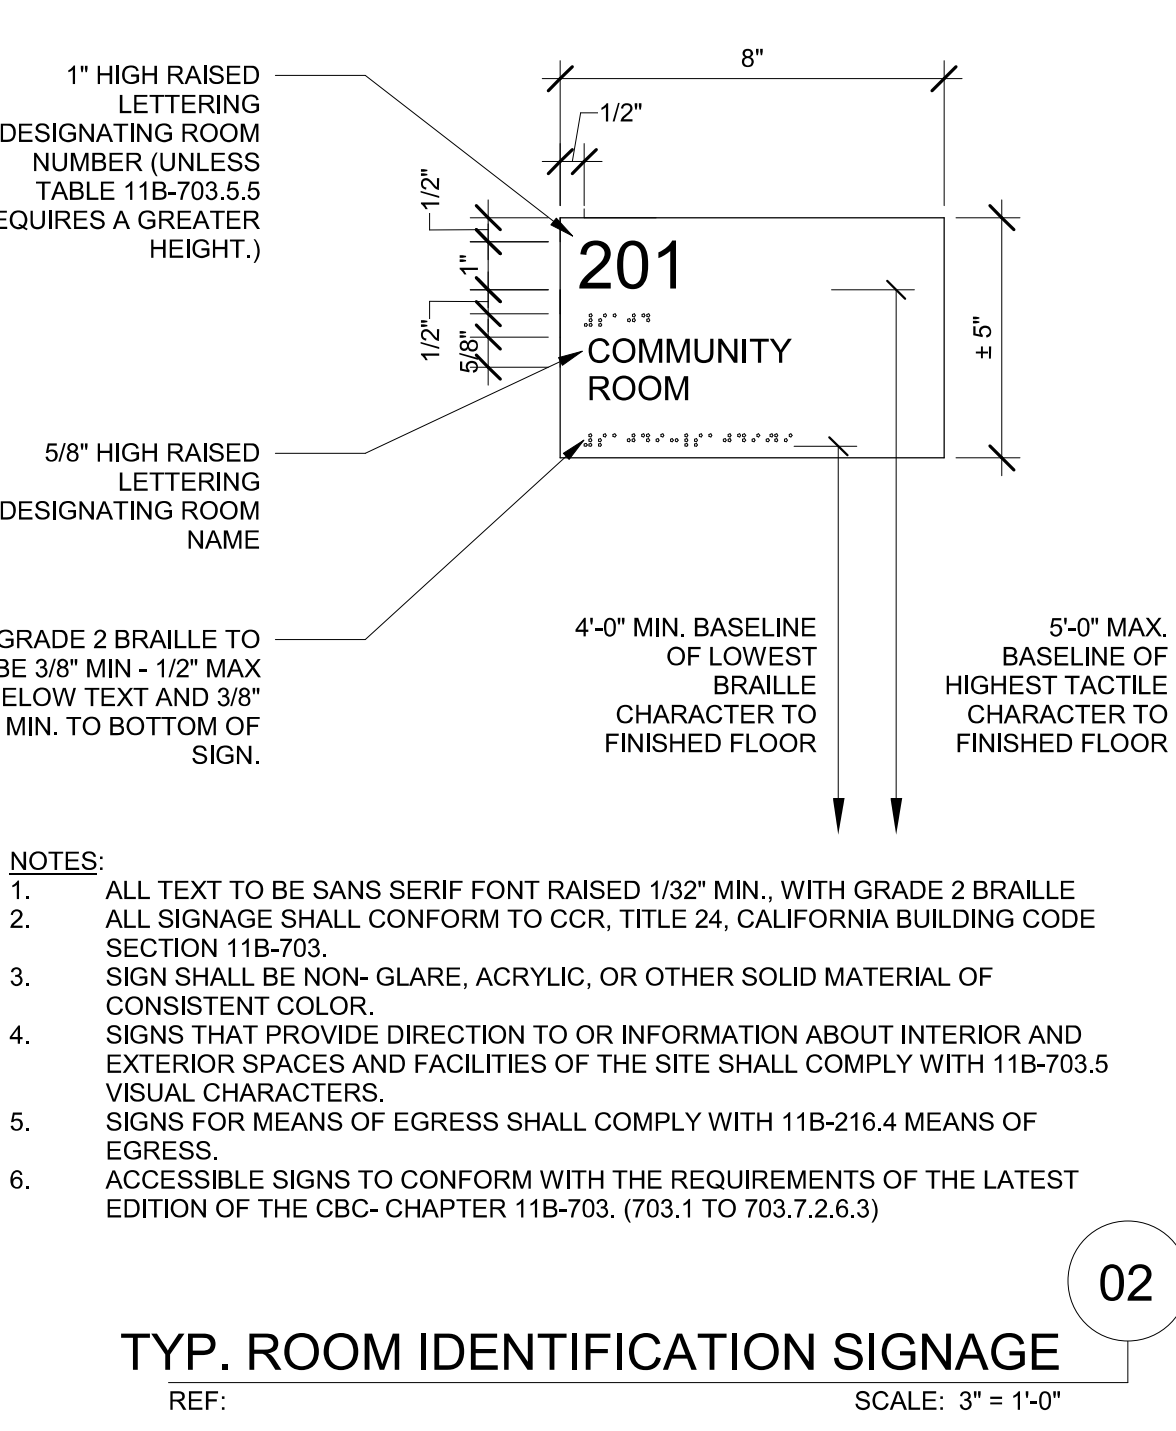 8"
1/2"
1" HIGH RAISED
LETTERING
DESIGNATING ROOM
NUMBER (UNLESS
TABLE 11B-703.5.5
EQUIRES A GREATER
HEIGHT.)
1/2"
1"
1/2"
5/8"
201
COMMUNITY
ROOM
± 5"
5/8" HIGH RAISED
LETTERING
DESIGNATING ROOM
NAME
GRADE 2 BRAILLE TO
BE 3/8" MIN - 1/2" MAX
ELOW TEXT AND 3/8"
MIN. TO BOTTOM OF
SIGN.
4'-0" MIN. BASELINE
OF LOWEST
BRAILLE
CHARACTER TO
FINISHED FLOOR
5'-0" MAX.
BASELINE OF
HIGHEST TACTILE
CHARACTER TO
FINISHED FLOOR
NOTES:
1. ALL TEXT TO BE SANS SERIF FONT RAISED 1/32" MIN., WITH GRADE 2 BRAILLE
2. ALL SIGNAGE SHALL CONFORM TO CCR, TITLE 24, CALIFORNIA BUILDING CODE
SECTION 11B-703.
3. SIGN SHALL BE NON- GLARE, ACRYLIC, OR OTHER SOLID MATERIAL OF
CONSISTENT COLOR.
4. SIGNS THAT PROVIDE DIRECTION TO OR INFORMATION ABOUT INTERIOR AND
EXTERIOR SPACES AND FACILITIES OF THE SITE SHALL COMPLY WITH 11B-703.5
VISUAL CHARACTERS.
5. SIGNS FOR MEANS OF EGRESS SHALL COMPLY WITH 11B-216.4 MEANS OF
EGRESS.
6. ACCESSIBLE SIGNS TO CONFORM WITH THE REQUIREMENTS OF THE LATEST
EDITION OF THE CBC- CHAPTER 11B-703. (703.1 TO 703.7.2.6.3)
02
TYP. ROOM IDENTIFICATION SIGNAGE
REF:
SCALE: 3" = 1'-0"